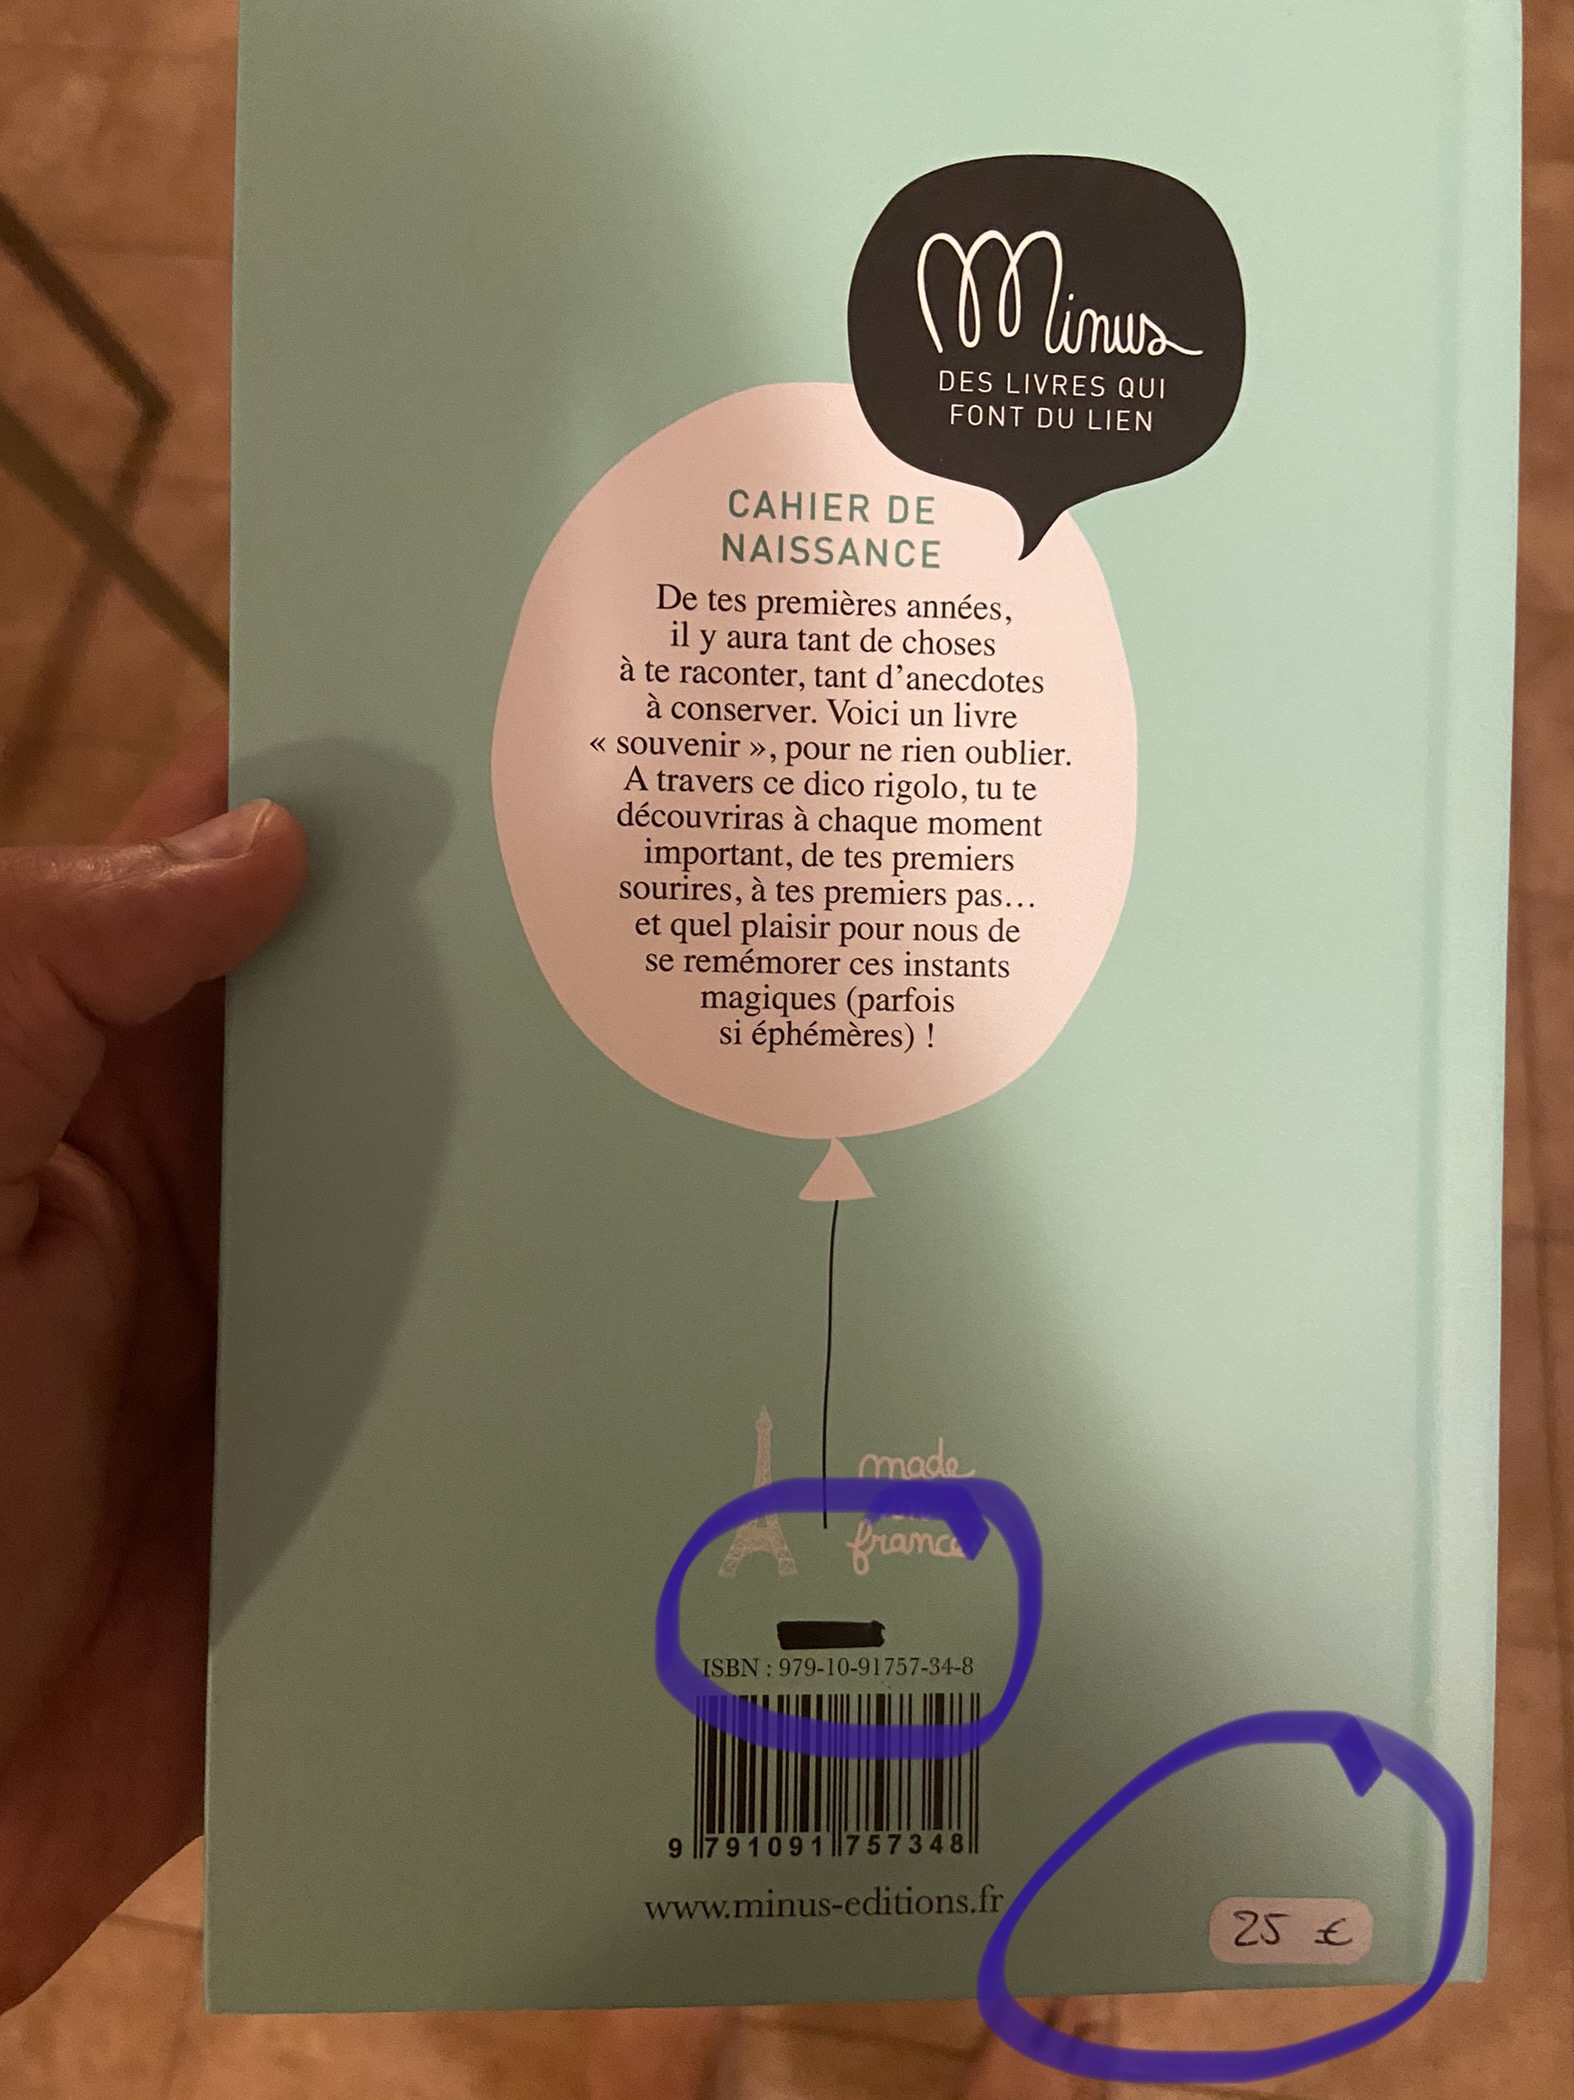 Minus
DES LIVRES QUI
FONT DU LIEN
CAHIER DE
NAISSANCE
De tes premières années,
il y aura tant de choses
à te raconter, tant d’anecdotes
à conserver. Voici un livre
« souvenir », pour ne rien oublier.
A travers ce dico rigolo, tu te
découvriras à chaque moment
important, de tes premiers
sourires, à tes premiers pas…
et quel plaisir pour nous de
se remémorer ces instants
magiques (parfois
si éphémères) !
made
france
ISBN : 979-10-91757-34-8
9 791091 757348
www.minus-editions.fr
25 €